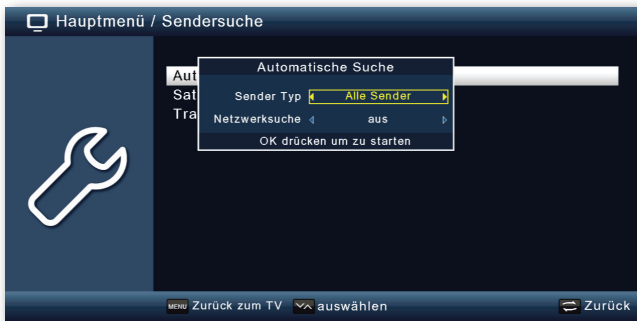 Hauptmenü / Sendersuche
Automatische Suche
Aut
Sender Typ Alle Sender
Sat
Tra
Netzwerksuche aus
OK drücken um zu starten
MENU Zurück zum TV auswählen Zurück